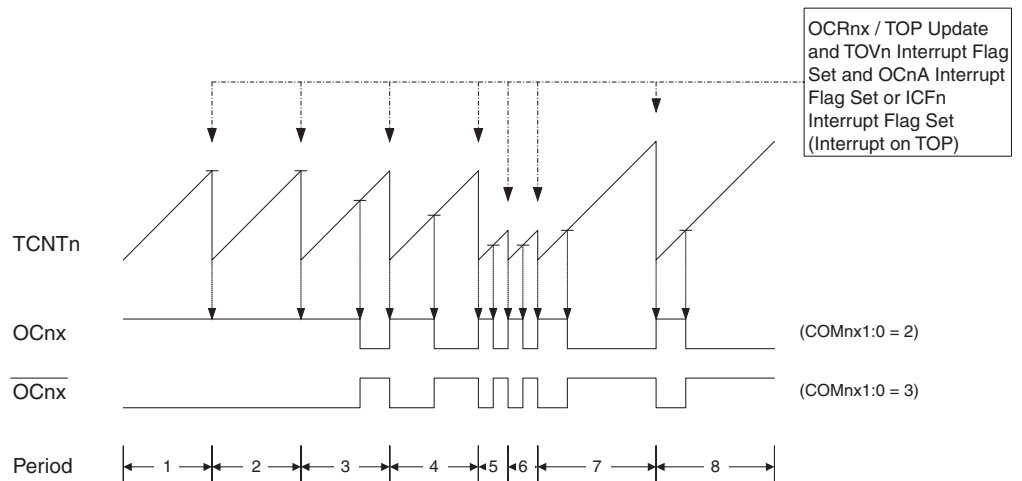 OCRnx / TOP Update
and TOVn Interrupt Flag
Set and OCnA Interrupt
Flag Set or ICFn
Interrupt Flag Set
(Interrupt on TOP)
TCNTn
OCnx
(COMnx1:0 = 2)
OCnx
(COMnx1:0 = 3)
Period 1 2 3 4 5 6 7 8